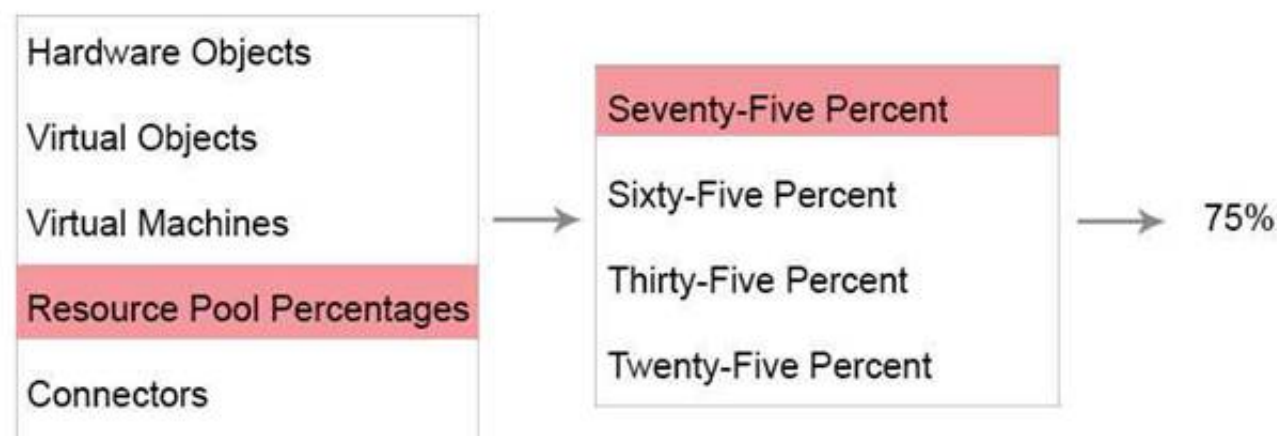 Hardware Objects
Virtual Objects
Virtual Machines
Resource Pool Percentages
Connectors
Seventy-Five Percent
Sixty-Five Percent
Thirty-Five Percent
Twenty-Five Percent
75%